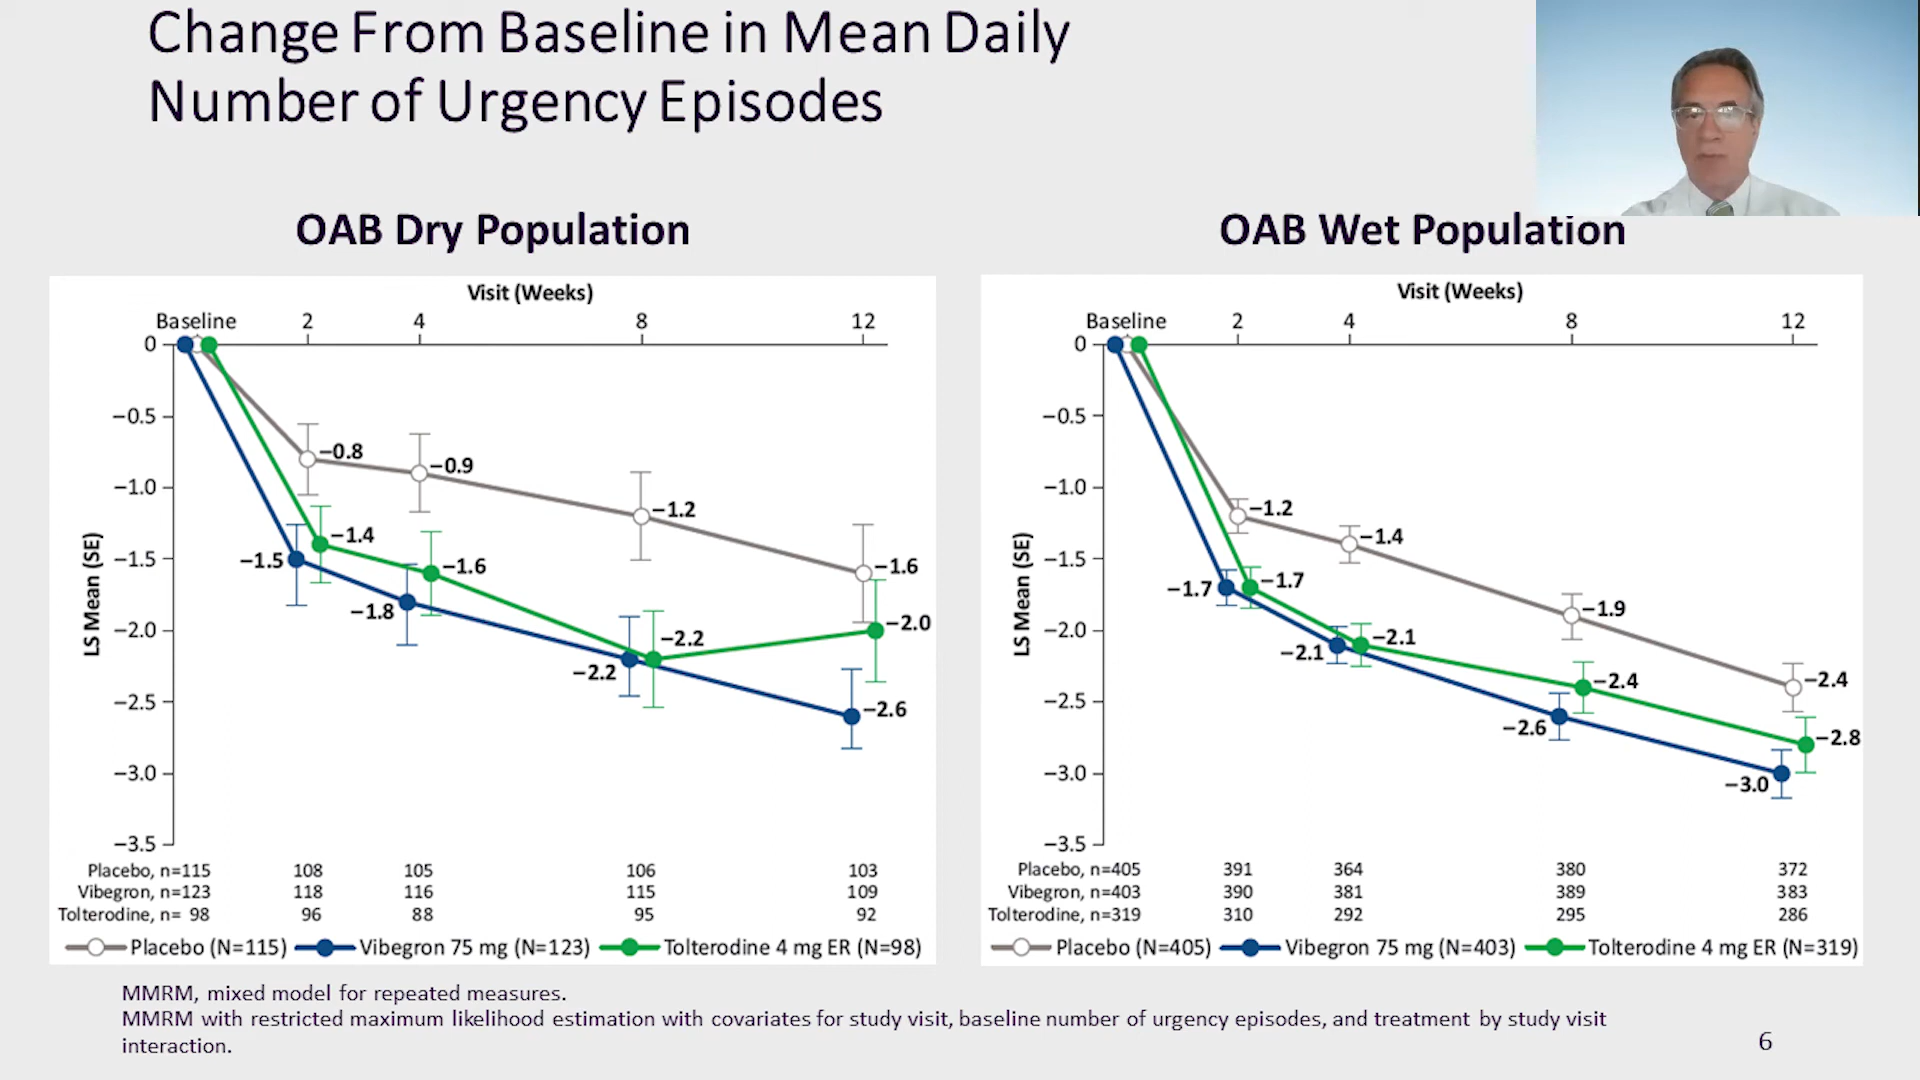 Change From Baseline in Mean Daily
Number of Urgency Episodes
OAB Dry Population
Visit (Weeks)
Baseline 2 4 8 12
0
−0.5
−1.0
−1.5
−2.0
−2.5
−3.0
−3.5
LS Mean (SE)
−0.8
−0.9
−1.2
−1.6
−1.4
−1.6
−2.2
−2.0
−1.5
−1.8
−2.2
−2.6
Placebo, n=115 108 105 106 103
Vibegron, n=123 118 116 115 109
Tolterodine, n= 98 96 88 95 92
Placebo (N=115) Vibegron 75 mg (N=123) Tolterodine 4 mg ER (N=98)
OAB Wet Population
Visit (Weeks)
Baseline 2 4 8 12
0
−0.5
−1.0
−1.5
−2.0
−2.5
−3.0
−3.5
LS Mean (SE)
−1.2
−1.4
−1.9
−2.4
−1.7
−2.1
−2.4
−2.8
−1.7
−2.1
−2.6
−3.0
Placebo, n=405 391 364 380 372
Vibegron, n=403 390 381 389 383
Tolterodine, n=319 310 292 295 286
Placebo (N=405) Vibegron 75 mg (N=403) Tolterodine 4 mg ER (N=319)
MMRM, mixed model for repeated measures.
MMRM with restricted maximum likelihood estimation with covariates for study visit, baseline number of urgency episodes, and treatment by study visit
interaction.
6